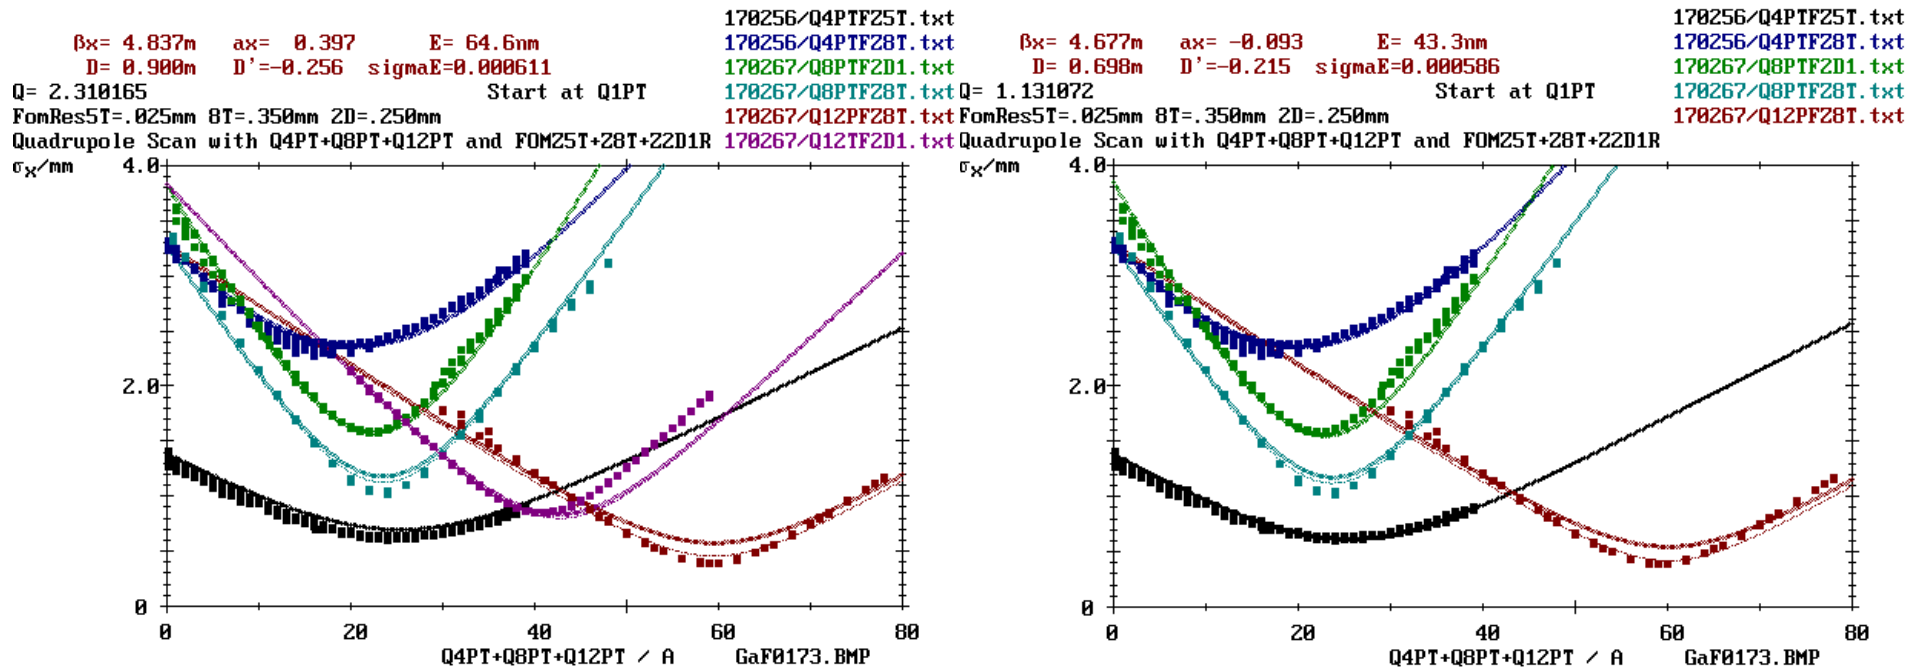 170256/Q4PTF25T.txt
βx= 4.837m ax= 0.397 E= 64.6nm 170256/Q4PTF28T.txt
D= 0.900m D'=-0.256 sigmaE=0.000611 170267/Q8PTF2D1.txt
Q= 2.310165 Start at Q1PT 170267/Q8PTF28T.txt
FomRes5T=.025mm 8T=.350mm 2D=.250mm 170267/Q12PF28T.txt
Quadrupole Scan with Q4PT+Q8PT+Q12PT and FOM25T+28T+22D1R 170267/Q12TF2D1.txt
σx/mm
4.0
2.0
0
0 20 40 60 80
Q4PT+Q8PT+Q12PT / A GaF0173.BMP
170256/Q4PTF25T.txt
βx= 4.677m ax= -0.093 E= 43.3nm 170256/Q4PTF28T.txt
D= 0.698m D'=-0.215 sigmaE=0.000586 170267/Q8PTF2D1.txt
Q= 1.131072 Start at Q1PT 170267/Q8PTF28T.txt
FomRes5T=.025mm 8T=.350mm 2D=.250mm 170267/Q12PF28T.txt
Quadrupole Scan with Q4PT+Q8PT+Q12PT and FOM25T+28T+22D1R
σx/mm
4.0
2.0
0
0 20 40 60 80
Q4PT+Q8PT+Q12PT / A GaF0173.BMP